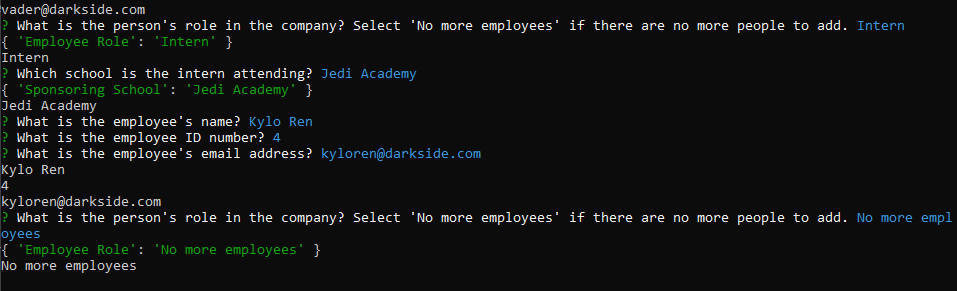 vader@darkside.com
? What is the person's role in the company? Select 'No more employees' if there are no more people to add. Intern
{ 'Employee Role': 'Intern' }
Intern
? Which school is the intern attending? Jedi Academy
{ 'Sponsoring School': 'Jedi Academy' }
Jedi Academy
? What is the employee's name? Kylo Ren
? What is the employee ID number? 4
? What is the employee's email address? kyloren@darkside.com
Kylo Ren
4
kyloren@darkside.com
? What is the person's role in the company? Select 'No more employees' if there are no more people to add. No more empl
oyees
{ 'Employee Role': 'No more employees' }
No more employees